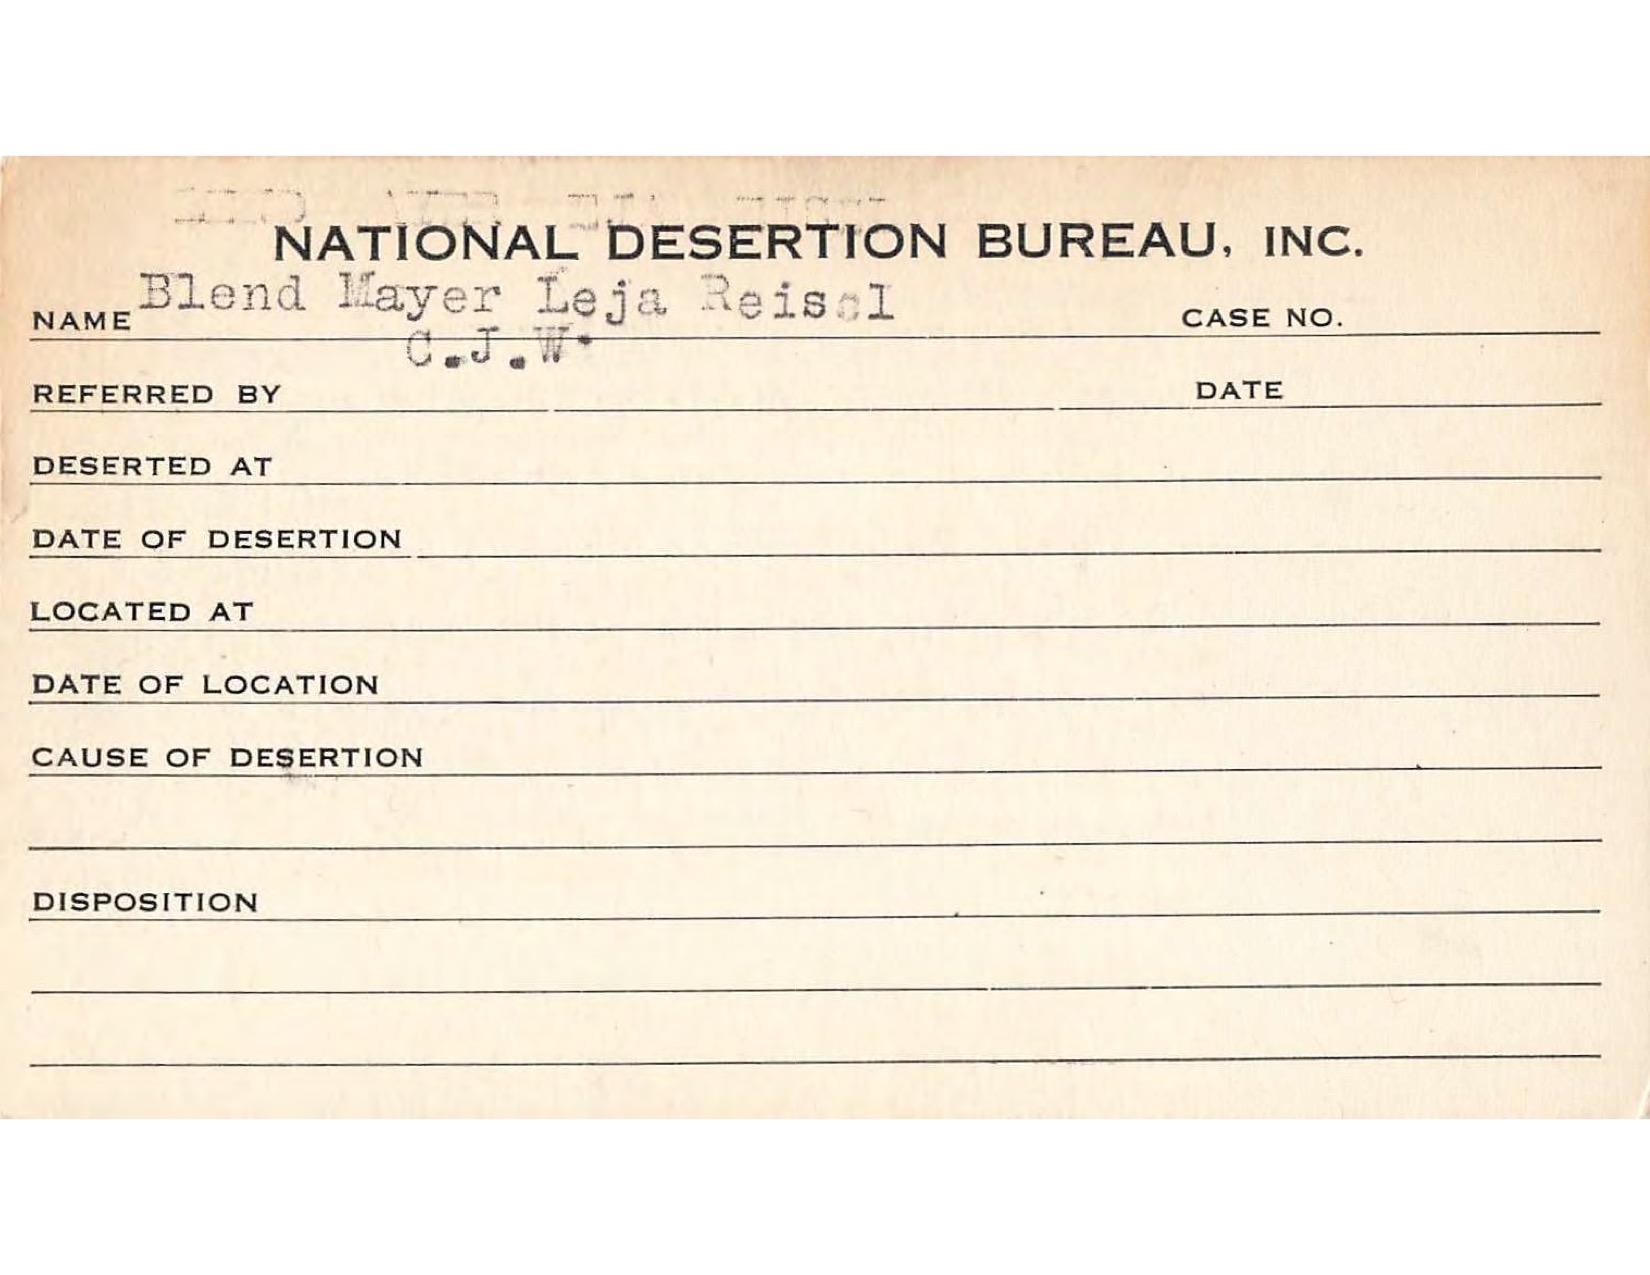 NATIONAL DESERTION BUREAU, INC.
NAME Blend Mayer Leja Reisel CASE NO.
C.J.W.
REFERRED BY DATE
DESERTED AT
DATE OF DESERTION
LOCATED AT
DATE OF LOCATION
CAUSE OF DESERTION
DISPOSITION